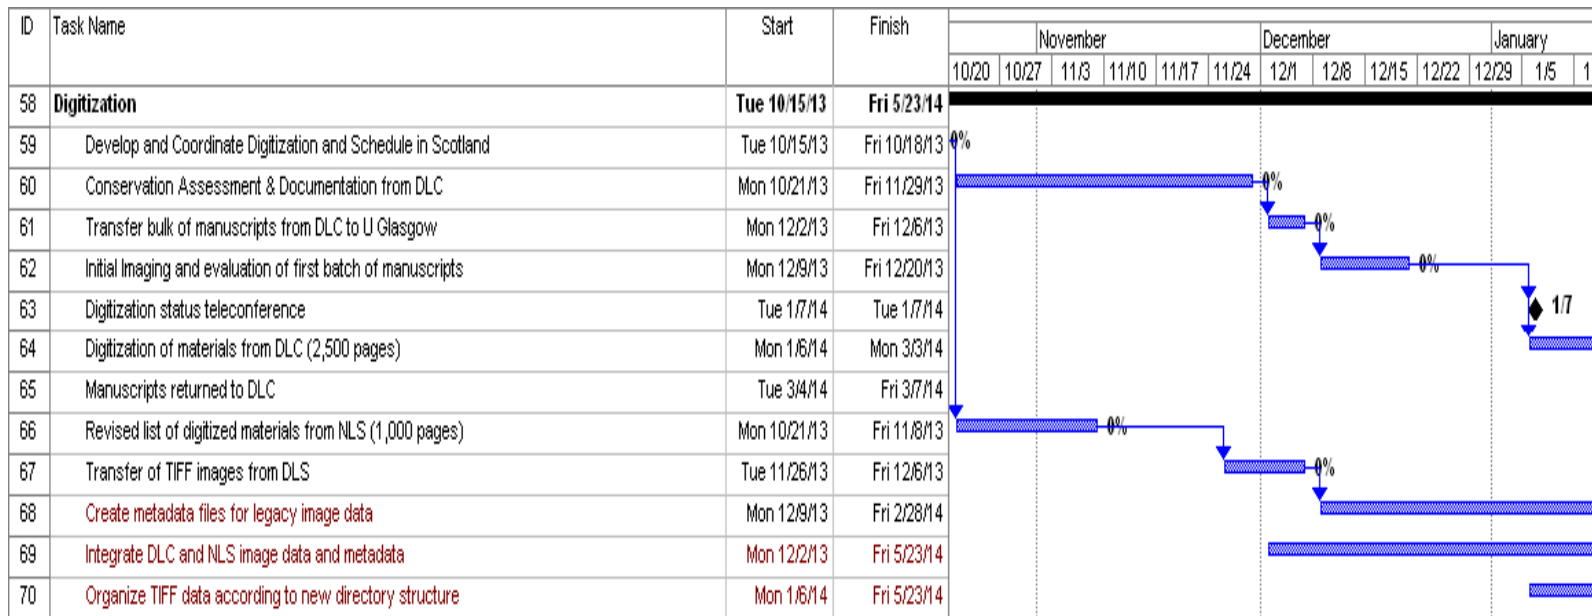 ID Task Name Start Finish
November December January
10/20 10/27 11/3 11/10 11/17 11/24 12/1 12/8 12/15 12/22 12/29 1/5 1
58 Digitization Tue 10/15/13 Fri 5/23/14
59 Develop and Coordinate Digitization and Schedule in Scotland Tue 10/15/13 Fri 10/18/13 0%
60 Conservation Assessment & Documentation from DLC Mon 10/21/13 Fri 11/29/13 0%
61 Transfer bulk of manuscripts from DLC to U Glasgow Mon 12/2/13 Fri 12/6/13 0%
62 Initial Imaging and evaluation of first batch of manuscripts Mon 12/9/13 Fri 12/20/13 0%
63 Digitization status teleconference Tue 1/7/14 Tue 1/7/14 1/7
64 Digitization of materials from DLC (2,500 pages) Mon 1/6/14 Mon 3/3/14
65 Manuscripts returned to DLC Tue 3/4/14 Fri 3/7/14
66 Revised list of digitized materials from NLS (1,000 pages) Mon 10/21/13 Fri 11/8/13 0%
67 Transfer of TIFF images from DLS Tue 11/26/13 Fri 12/6/13 0%
68 Create metadata files for legacy image data Mon 12/9/13 Fri 2/28/14
69 Integrate DLC and NLS image data and metadata Mon 12/2/13 Fri 5/23/14
70 Organize TIFF data according to new directory structure Mon 1/6/14 Fri 5/23/14